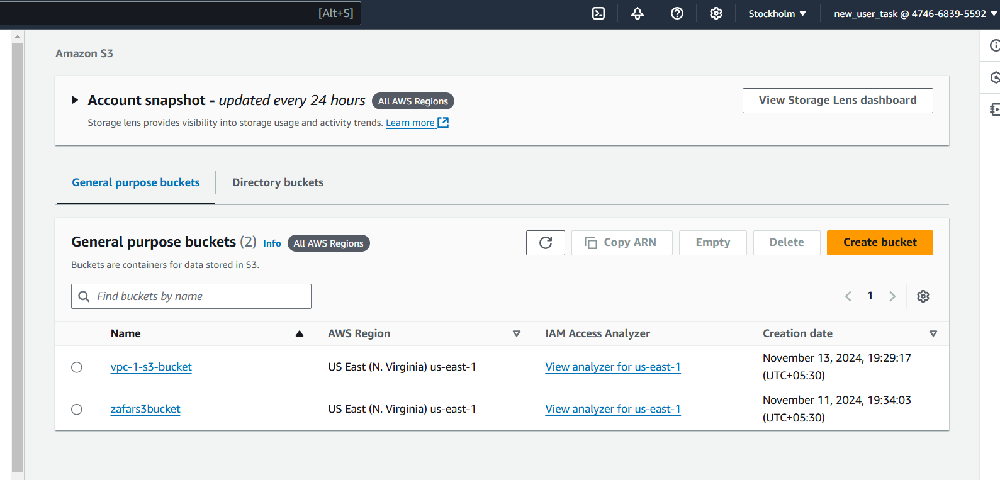 [Alt+S]
Stockholm
new_user_task @ 4746-6839-5592
Amazon S3
Account snapshot - updated every 24 hours
All AWS Regions
View Storage Lens dashboard
Storage lens provides visibility into storage usage and activity trends. Learn more
General purpose buckets
Directory buckets
General purpose buckets (2) Info All AWS Regions
Copy ARN
Empty
Delete
Create bucket
Buckets are containers for data stored in S3.
Find buckets by name
1
Name
AWS Region
IAM Access Analyzer
Creation date
vpc-1-s3-bucket
US East (N. Virginia) us-east-1
View analyzer for us-east-1
November 13, 2024, 19:29:17
(UTC+05:30)
zafars3bucket
US East (N. Virginia) us-east-1
View analyzer for us-east-1
November 11, 2024, 19:34:03
(UTC+05:30)